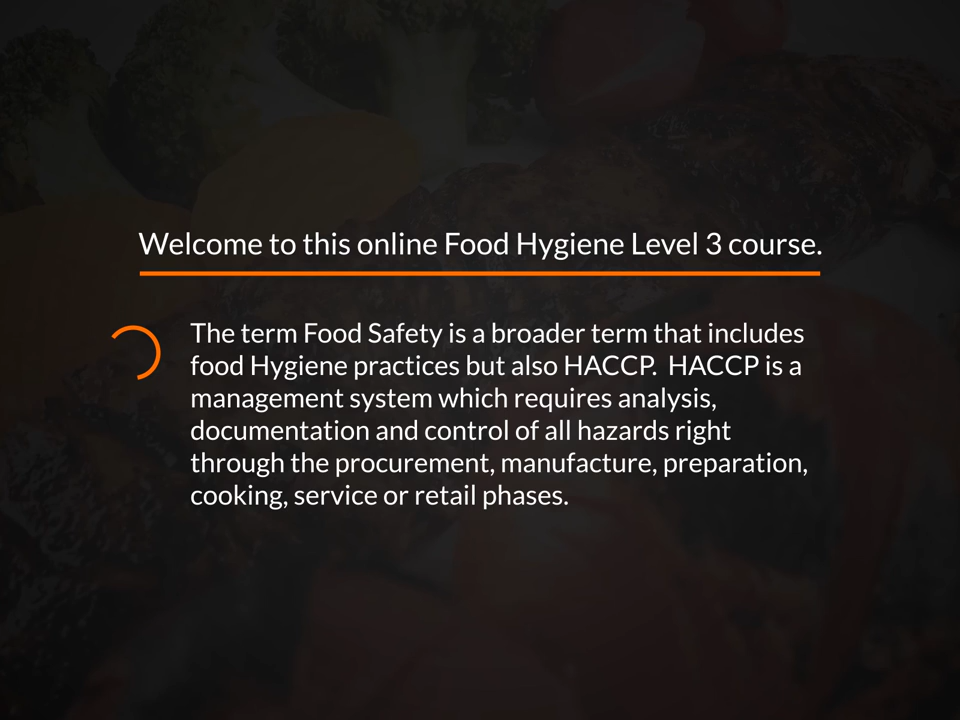 Welcome to this online Food Hygiene Level 3 course.
The term Food Safety is a broader term that includes
food Hygiene practices but also HACCP.  HACCP is a
management system which requires analysis,
documentation and control of all hazards right
through the procurement, manufacture, preparation,
cooking, service or retail phases.